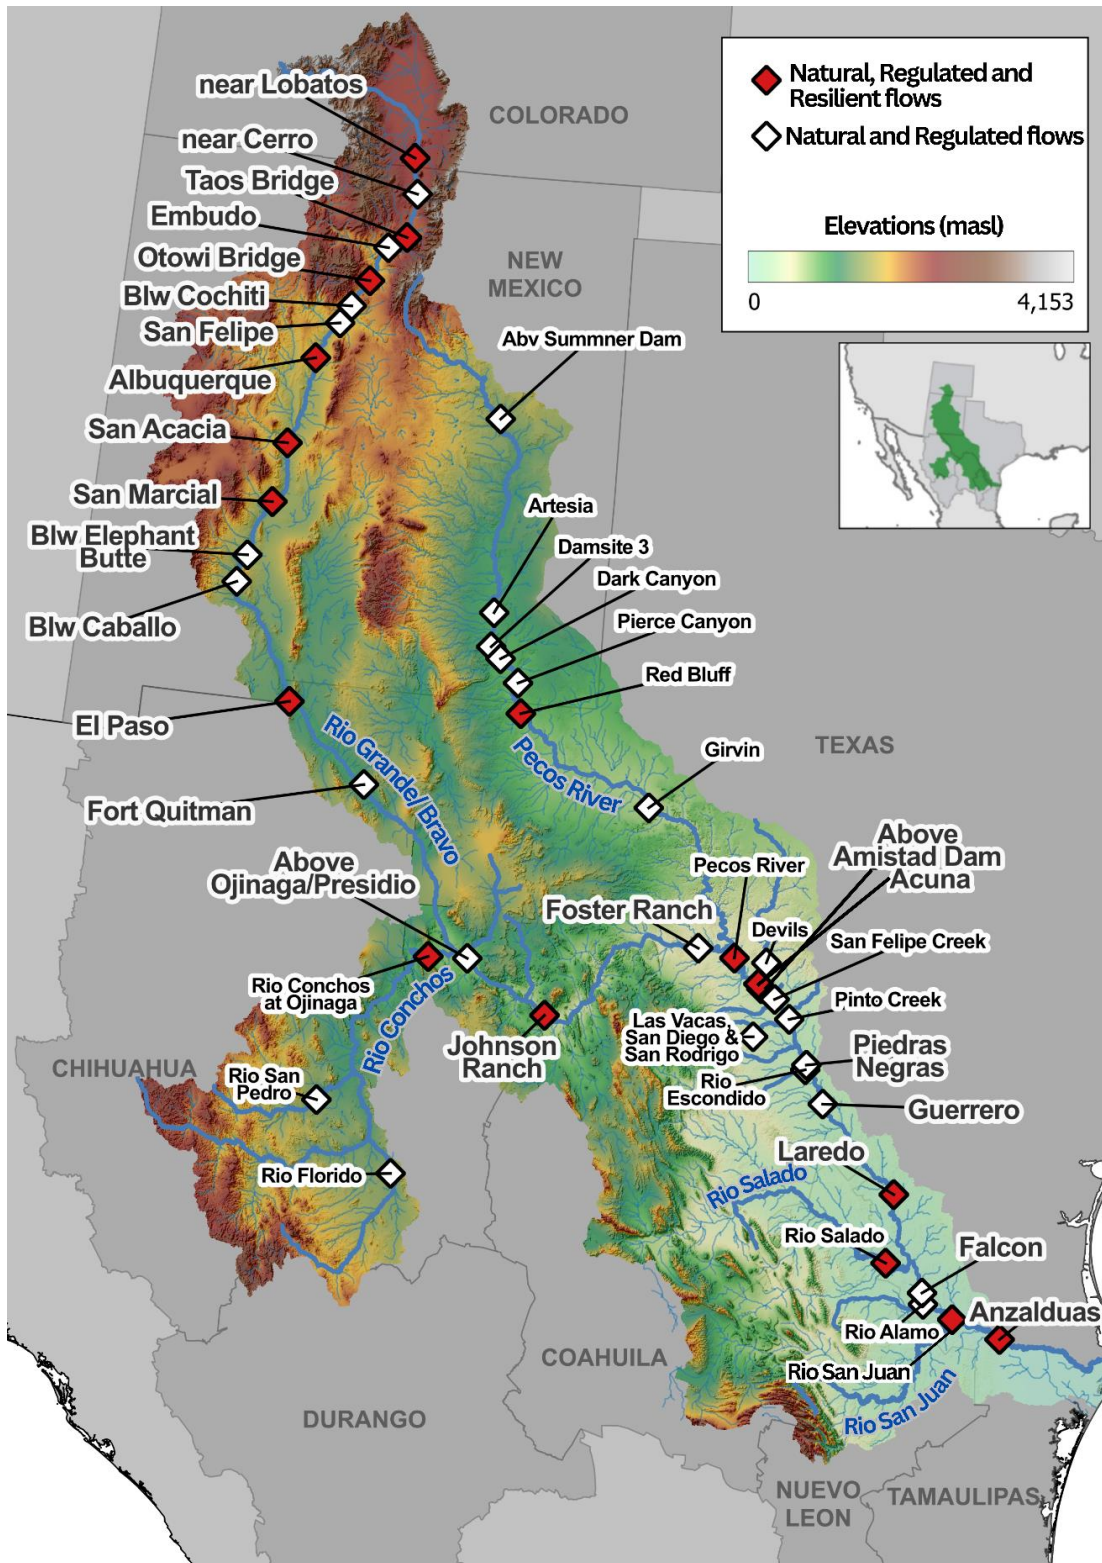 Natural, Regulated and
Resilient flows
Natural and Regulated flows
Elevations (masl)
0
4,153
near Lobatos
COLORADO
near Cerro
Taos Bridge
Embudo
Otowi Bridge
NEW
MEXICO
Blw Cochiti
San Felipe
Abv Summner Dam
Albuquerque
San Acacia
San Marcial
Artesia
Blw Elephant
Butte
Damsite 3
Dark Canyon
Blw Caballo
Pierce Canyon
Red Bluff
El Paso
Rio Grande/Bravo
Pecos River
TEXAS
Girvin
Fort Quitman
Above
Ojinaga/Presidio
Above
Amistad Dam
Acuna
Pecos River
Foster Ranch
Devils
San Felipe Creek
Rio Conchos
at Ojinaga
Rio Conchos
Pinto Creek
Las Vacas,
San Diego &
San Rodrigo
Johnson
Ranch
Piedras
Negras
CHIHUAHUA
Rio San
Pedro
Rio
Escondido
Guerrero
Laredo
Rio Florido
Rio Salado
Rio Salado
Falcon
Anzalduas
Rio Alamo
COAHUILA
Rio San Juan
Rio San Juan
DURANGO
NUEVO
LEON
TAMAULIPAS